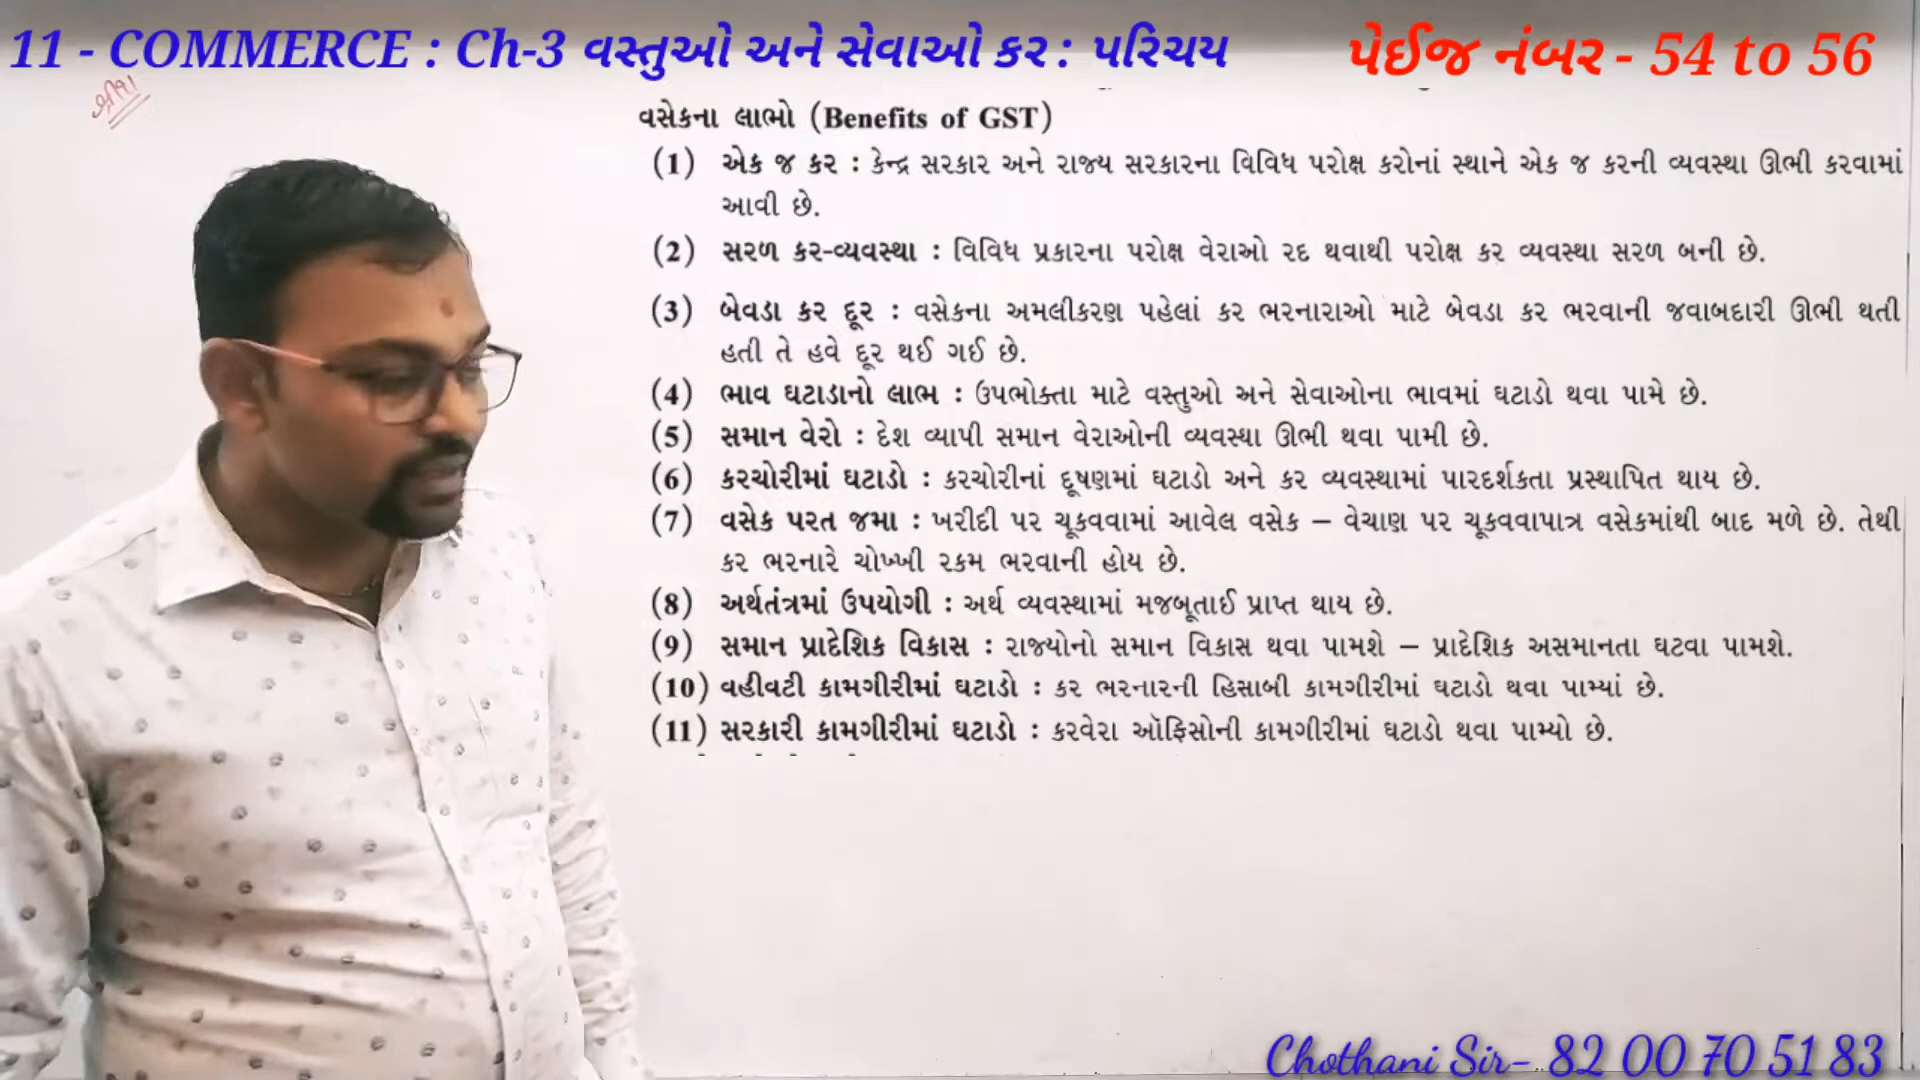 11 - COMMERCE : Ch-3 વસ્તુઓ અને સેવાઓ કર : પરિચય
પેઈજ નંબર - 54 to 56
વસેકના લાભો (Benefits of GST)
(1) એક જ કર : કેન્દ્ર સરકાર અને રાજ્ય સરકારના વિવિધ પરોક્ષ કરોનાં સ્થાને એક જ કરની વ્યવસ્થા ઊભી કરવામાં
આવી છે.
(2) સરળ કર-વ્યવસ્થા : વિવિધ પ્રકારના પરોક્ષ વેરાઓ રદ થવાથી પરોક્ષ કર વ્યવસ્થા સરળ બની છે.
(3) બેવડા કર દૂર : વસેકના અમલીકરણ પહેલાં કર ભરનારાઓ માટે બેવડા કર ભરવાની જવાબદારી ઊભી થતી
હતી તે હવે દૂર થઈ ગઈ છે.
(4) ભાવ ઘટાડાનો લાભ : ઉપભોક્તા માટે વસ્તુઓ અને સેવાઓના ભાવમાં ઘટાડો થવા પામે છે.
(5) સમાન વેરો : દેશ વ્યાપી સમાન વેરાઓની વ્યવસ્થા ઊભી થવા પામી છે.
(6) કરચોરીમાં ઘટાડો : કરચોરીનાં દૂષણમાં ઘટાડો અને કર વ્યવસ્થામાં પારદર્શકતા પ્રસ્થાપિત થાય છે.
(7) વસેક પરત જમા : ખરીદી પર ચૂકવવામાં આવેલ વસેક – વેચાણ પર ચૂકવવાપાત્ર વસેકમાંથી બાદ મળે છે. તેથી
કર ભરનારે ચોખ્ખી રકમ ભરવાની હોય છે.
(8) અર્થતંત્રમાં ઉપયોગી : અર્થ વ્યવસ્થામાં મજબૂતાઈ પ્રાપ્ત થાય છે.
(9) સમાન પ્રાદેશિક વિકાસ : રાજ્યોનો સમાન વિકાસ થવા પામશે – પ્રાદેશિક અસમાનતા ઘટવા પામશે.
(10) વહીવટી કામગીરીમાં ઘટાડો : કર ભરનારની હિસાબી કામગીરીમાં ઘટાડો થવા પામ્યાં છે.
(11) સરકારી કામગીરીમાં ઘટાડો : કરવેરા ઑફિસોની કામગીરીમાં ઘટાડો થવા પામ્યો છે.
Chothani Sir- 82 00 70 51 83